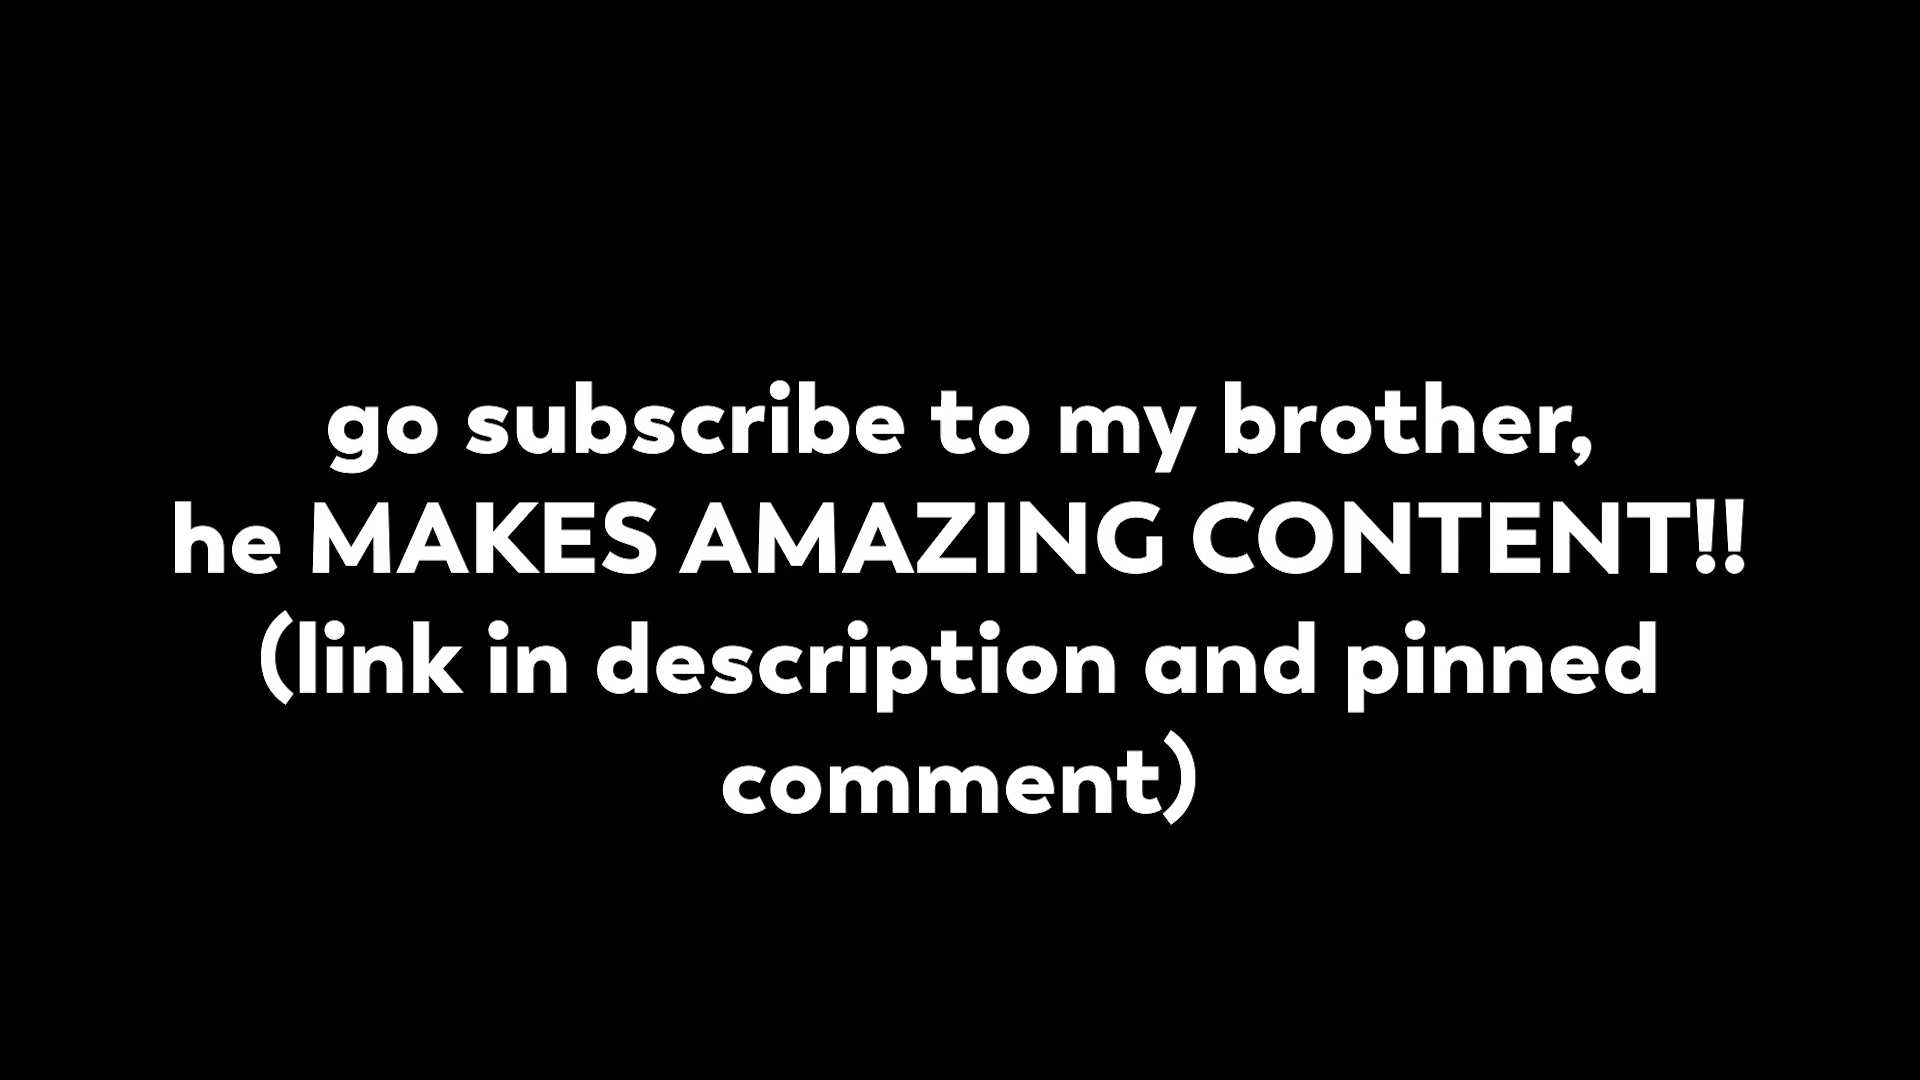 go subscribe to my brother,
he MAKES AMAZING CONTENT!!
(link in description and pinned
comment)